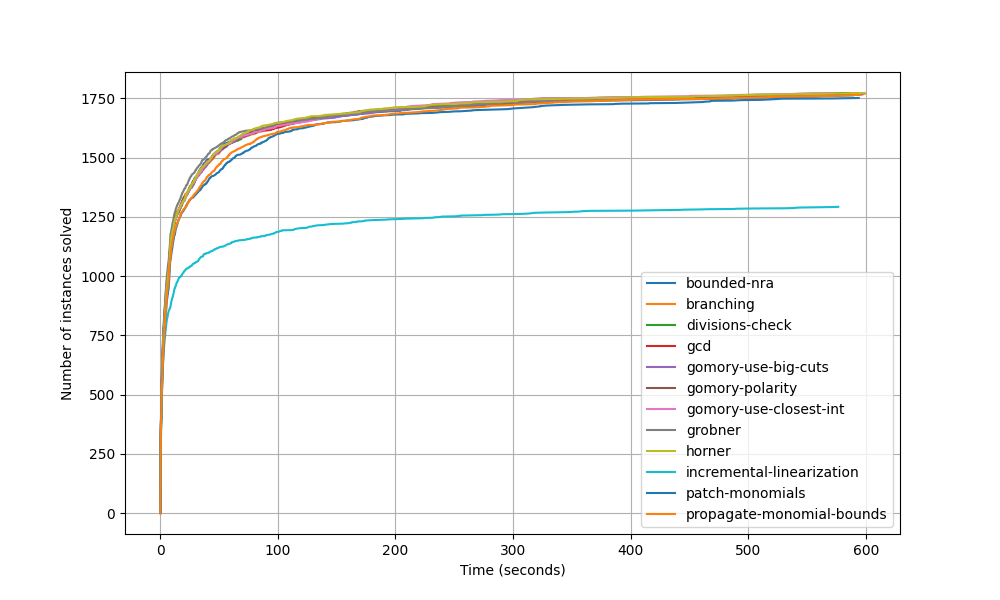 1750
1500
1250
1000
750
500
250
0
Number of instances solved
bounded-nra
branching
divisions-check
gcd
gomory-use-big-cuts
gomory-polarity
gomory-use-closest-int
grobner
horner
incremental-linearization
patch-monomials
propagate-monomial-bounds
0 100 200 300 400 500 600
Time (seconds)